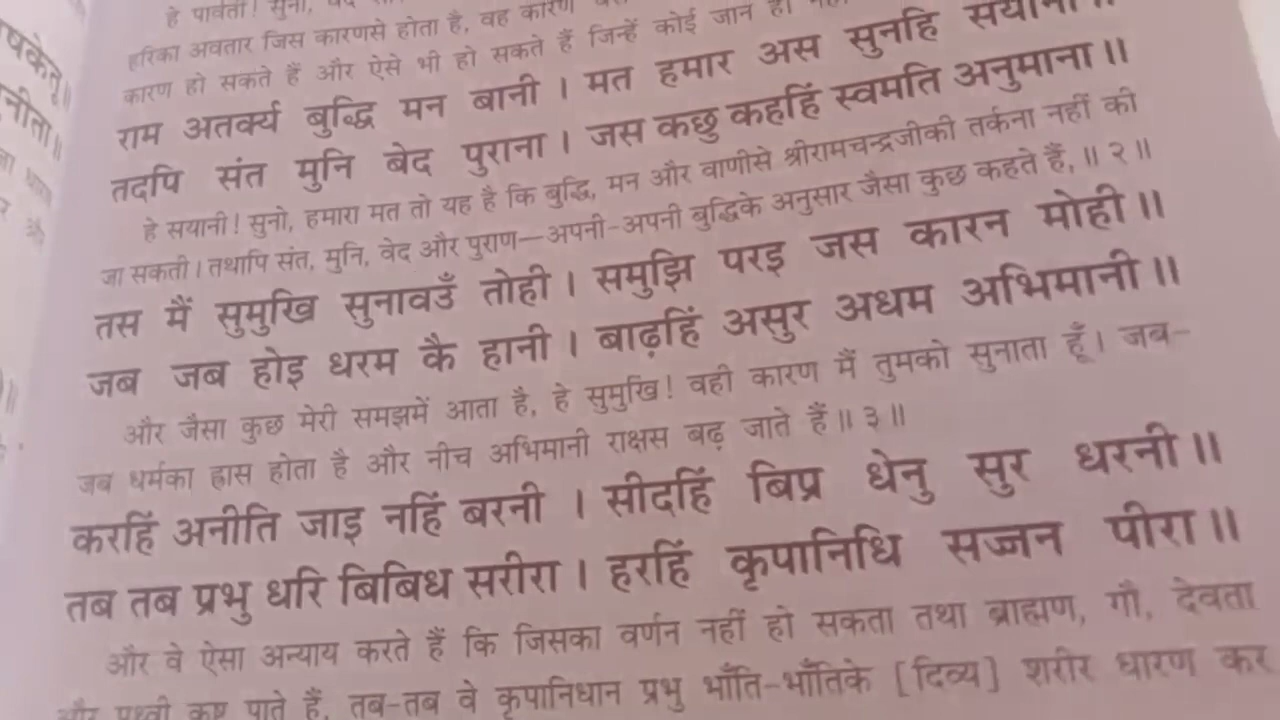 हे पार्वती! सुनो, वेद
हरिका अवतार जिस कारणसे होता है, वह कारण
कारण हो सकते हैं और ऐसे भी हो सकते हैं जिन्हें कोई जान ही
राम अतर्क्य बुद्धि मन बानी । मत हमार अस सुनहि सयानी॥
तदपि संत मुनि बेद पुराना । जस कछु कहहिं स्वमति अनुमाना॥
हे सयानी! सुनो, हमारा मत तो यह है कि बुद्धि, मन और वाणीसे श्रीरामचन्द्रजीकी तर्कना नहीं की
जा सकती। तथापि संत, मुनि, वेद और पुराण—अपनी-अपनी बुद्धिके अनुसार जैसा कुछ कहते हैं,॥ २॥
तस मैं सुमुखि सुनावउँ तोही । समुझि परइ जस कारन मोही॥
जब जब होइ धरम कै हानी । बाढ़हिं असुर अधम अभिमानी॥
और जैसा कुछ मेरी समझमें आता है, हे सुमुखि! वही कारण मैं तुमको सुनाता हूँ। जब-
जब धर्मका ह्रास होता है और नीच अभिमानी राक्षस बढ़ जाते हैं॥ ३॥
करहिं अनीति जाइ नहिं बरनी । सीदहिं बिप्र धेनु सुर धरनी॥
तब तब प्रभु धरि बिबिध सरीरा । हरहिं कृपानिधि सज्जन पीरा॥
और वे ऐसा अन्याय करते हैं कि जिसका वर्णन नहीं हो सकता तथा ब्राह्मण, गौ, देवता
और पृथ्वी कष्ट पाते हैं, तब-तब वे कृपानिधान प्रभु भाँति-भाँतिके [दिव्य] शरीर धारण कर